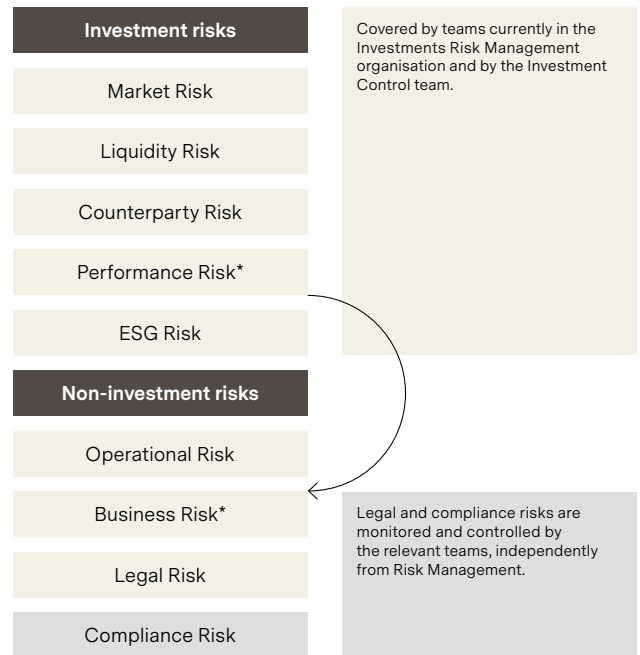 Investment risks
Market Risk
Liquidity Risk
Counterparty Risk
Performance Risk*
ESG Risk
Non-investment risks
Operational Risk
Business Risk*
Legal Risk
Compliance Risk
Covered by teams currently in the
Investments Risk Management
organisation and by the Investment
Control team.
Legal and compliance risks are
monitored and controlled by
the relevant teams, independently
from Risk Management.